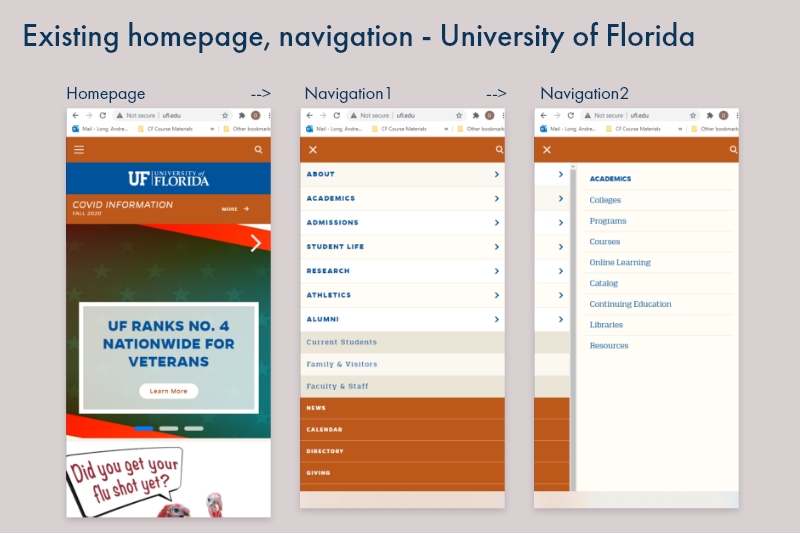 Existing homepage, navigation - University of Florida
Homepage -->
Not secure | ufl.edu
Mail - Long, Andre... CF Course Materials » Other bookmark
UF UNIVERSITY of FLORIDA
COVID INFORMATION
FALL 2020
MORE →
UF RANKS NO. 4
NATIONWIDE FOR
VETERANS
Learn More
Did you get your
flu shot yet?
Navigation1 -->
Not secure | ufl.edu
Mail - Long, Andre... CF Course Materials » Other bookmark
ABOUT
ACADEMICS
ADMISSIONS
STUDENT LIFE
RESEARCH
ATHLETICS
ALUMNI
Current Students
Family & Visitors
Faculty & Staff
NEWS
CALENDAR
DIRECTORY
GIVING
Navigation2
Not secure | ufl.edu
Mail - Long, Andre... CF Course Materials » Other bookmark
ACADEMICS
Colleges
Programs
Courses
Online Learning
Catalog
Continuing Education
Libraries
Resources